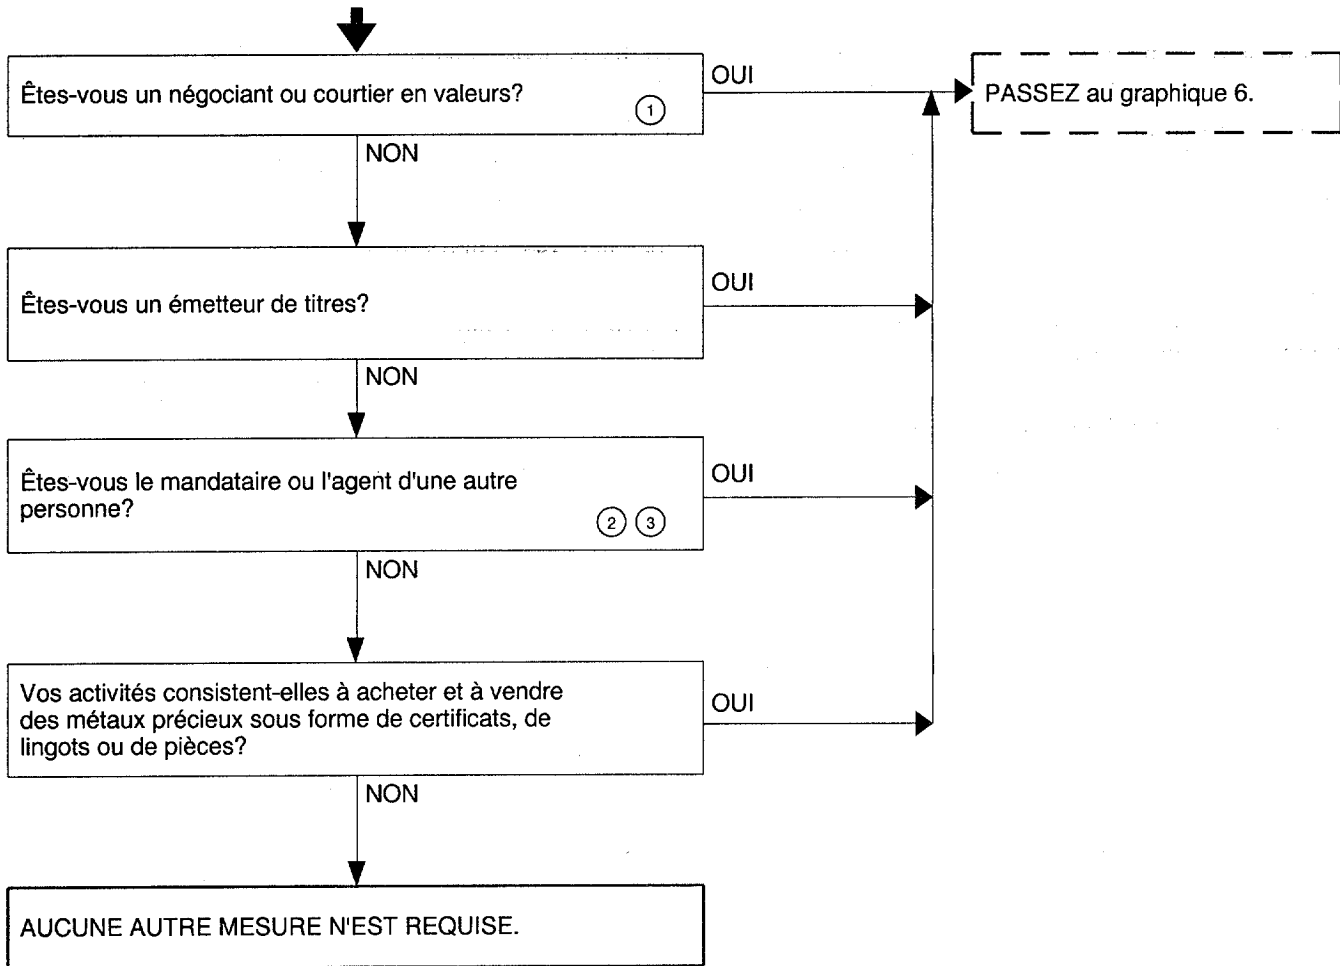 Êtes-vous un négociant ou courtier en valeurs?
1
OUI
PASSEZ au graphique 6.
NON
Êtes-vous un émetteur de titres?
OUI
NON
Êtes-vous le mandataire ou l'agent d'une autre
personne?
2 3
OUI
NON
Vos activités consistent-elles à acheter et à vendre
des métaux précieux sous forme de certificats, de
lingots ou de pièces?
OUI
NON
AUCUNE AUTRE MESURE N'EST REQUISE.